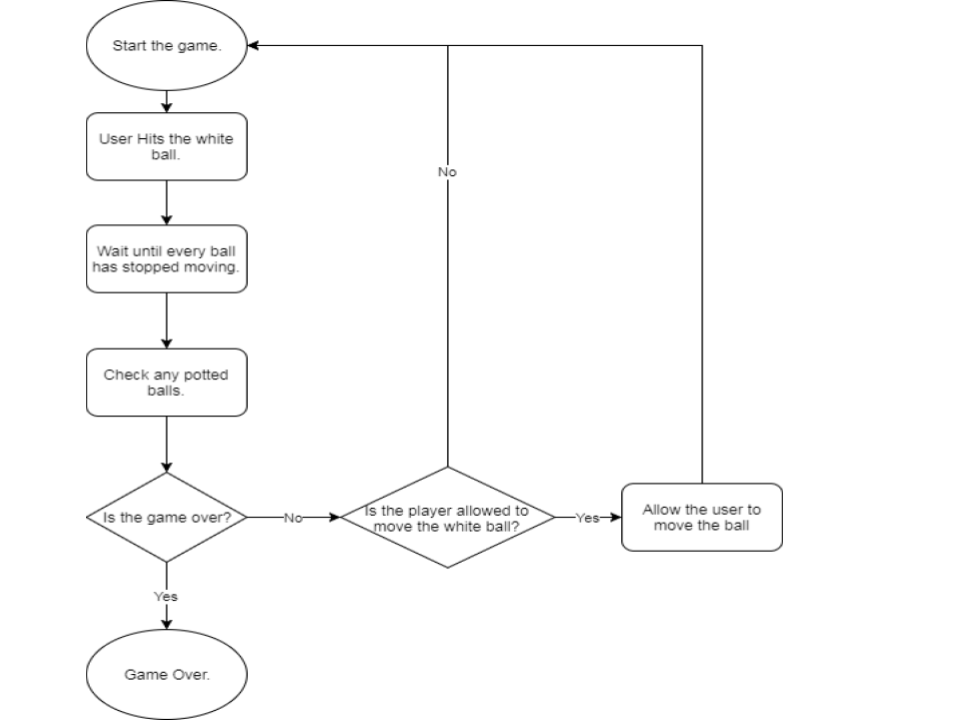 Start the game.
User Hits the white
ball.
No
Wait until every ball
has stopped moving.
Check any potted
balls.
Is the game over?
No
Is the player allowed to
move the white ball?
Yes
Allow the user to
move the ball
Yes
Game Over.